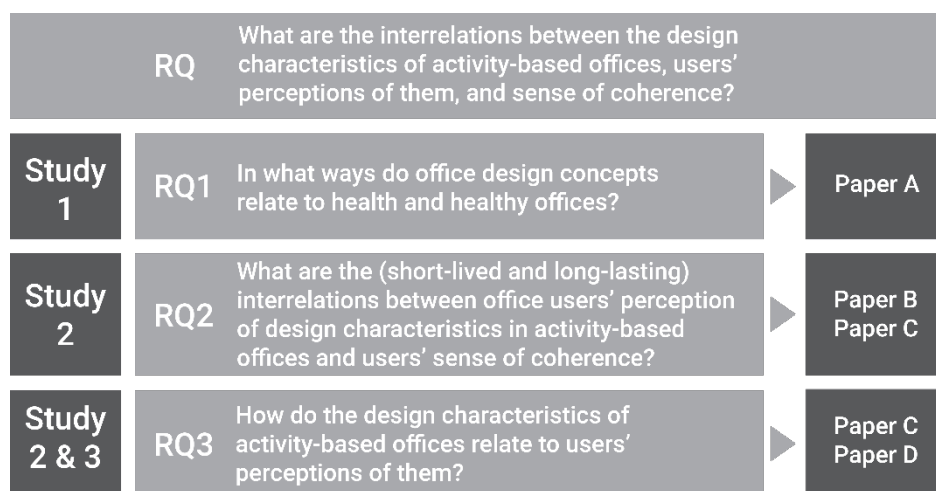 RQ
What are the interrelations between the design
characteristics of activity-based offices, users'
perceptions of them, and sense of coherence?
Study
1
RQ1
In what ways do office design concepts
relate to health and healthy offices?
Paper A
Study
2
RQ2
What are the (short-lived and long-lasting)
interrelations between office users' perception
of design characteristics in activity-based
offices and users' sense of coherence?
Paper B
Paper C
Study
2 & 3
RQ3
How do the design characteristics of
activity-based offices relate to users'
perceptions of them?
Paper C
Paper D